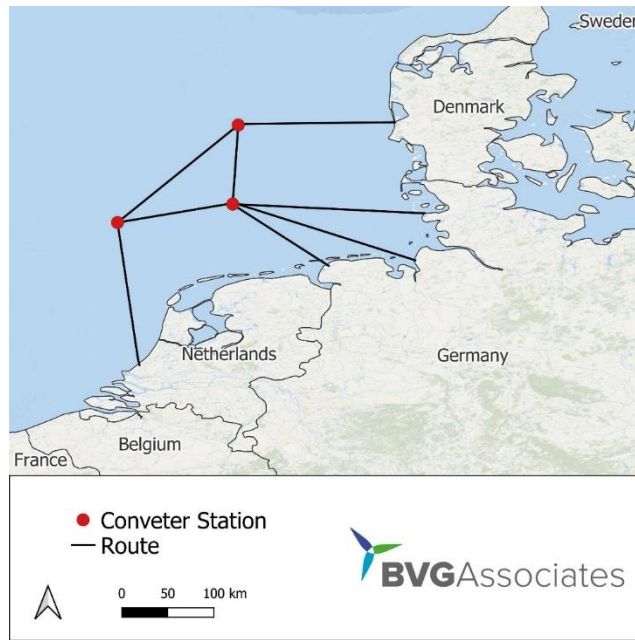 Sweden
Denmark
Netherlands
Germany
Belgium
France
Conveter Station
Route
0 50 100 km
BVGAssociates